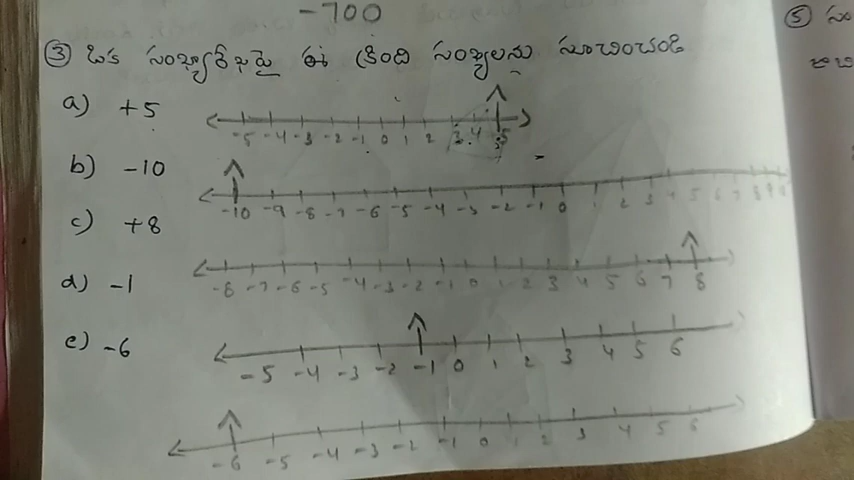 -700
③ ఒక సంఖ్యారేఖపై ఈ క్రింది సంఖ్యలను సూచించండి
a) +5
-5 -4 -3 -2 -1 0 1 2 3 4 5
b) -10
-10 -9 -8 -7 -6 -5 -4 -3 -2 -1 0 1 2 3 4 5 6 7 8 9
c) +8
-8 -7 -6 -5 -4 -3 -2 -1 0 1 2 3 4 5 6 7 8
d) -1
-5 -4 -3 -2 -1 0 1 2 3 4 5 6
e) -6
-6 -5 -4 -3 -2 -1 0 1 2 3 4 5 6
⑤